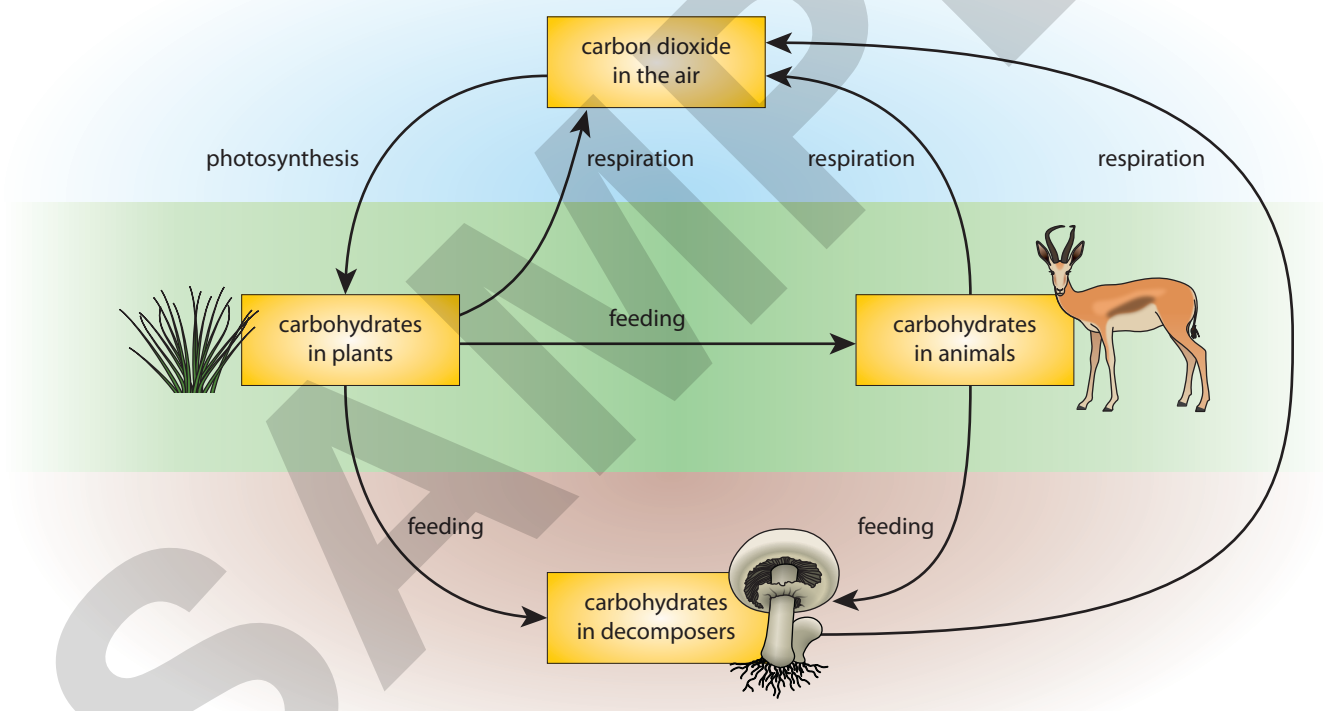 carbon dioxide
in the air
photosynthesis
respiration
respiration
respiration
carbohydrates
in plants
feeding
carbohydrates
in animals
feeding
feeding
carbohydrates
in decomposers
SAMPL